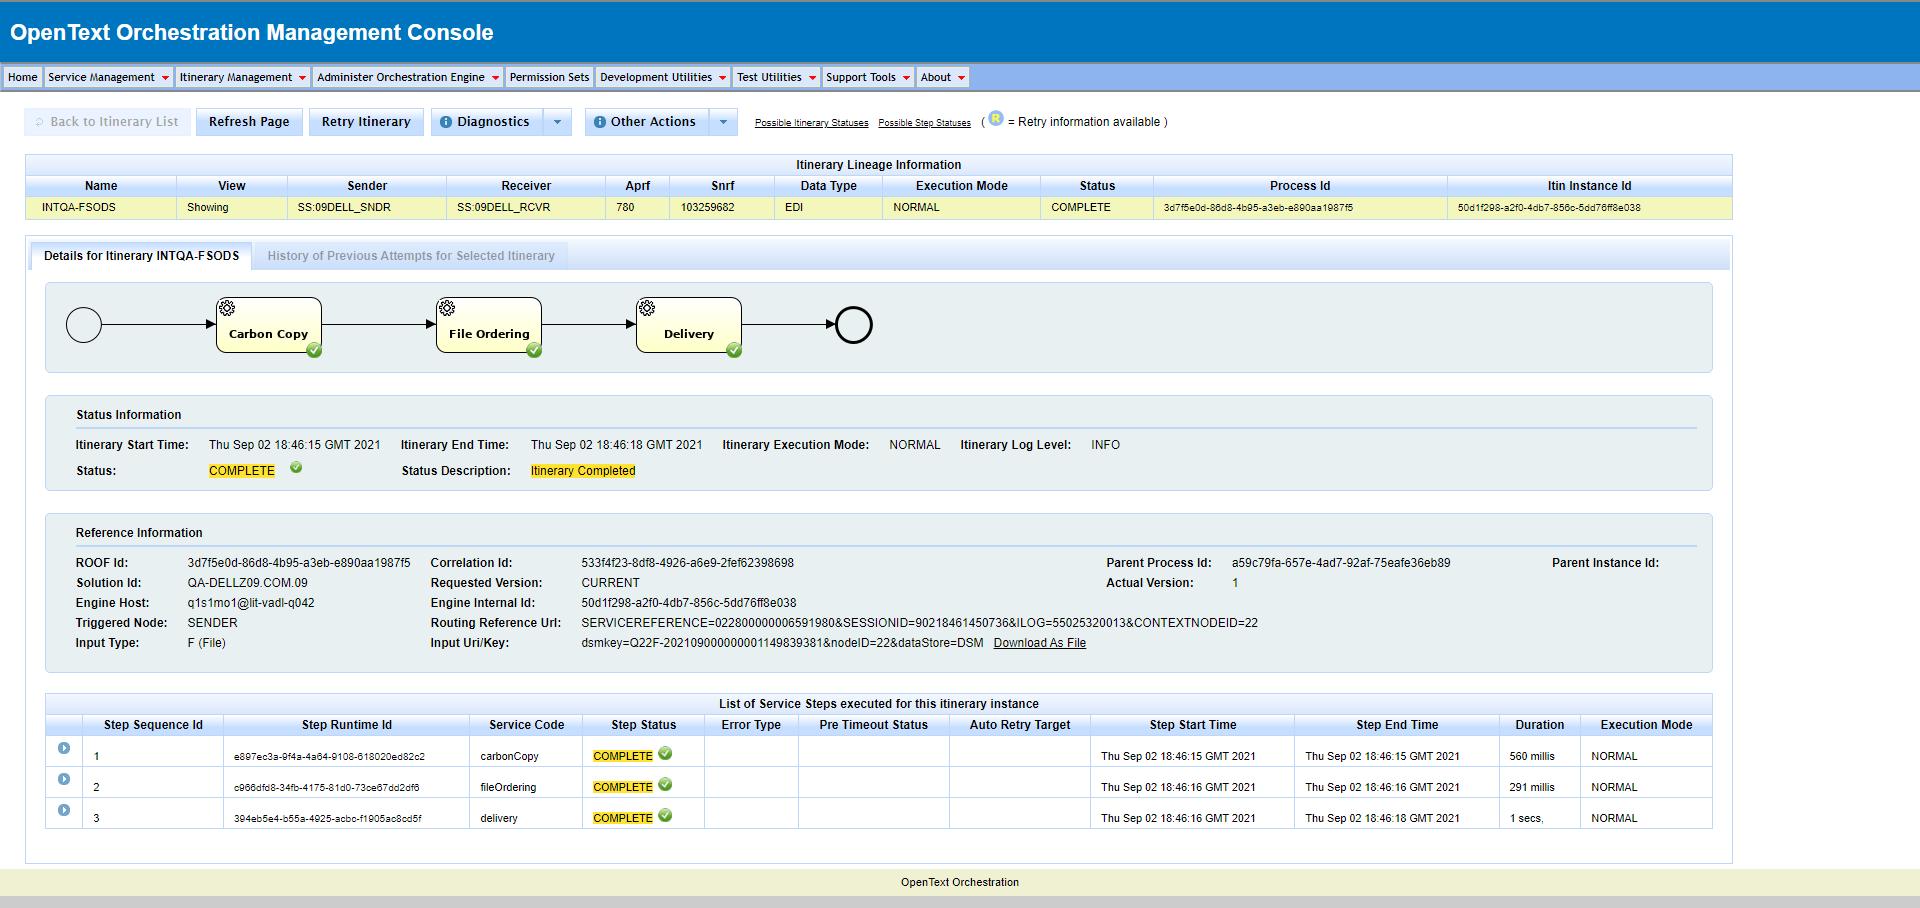 OpenText Orchestration Management Console
Home Service Management Itinerary Management Administer Orchestration Engine Permission Sets Development Utilities Test Utilities Support Tools About
Back to Itinerary List Refresh Page Retry Itinerary Diagnostics Other Actions Possible Itinerary Statuses Possible Step Statuses ( R = Retry information available )
Itinerary Lineage Information
Name View Sender Receiver Aprf Snrf Data Type Execution Mode Status Process Id Itin Instance Id
INTQA-FSODS Showing SS:09DELL_SNDR SS:09DELL_RCVR 780 103259682 EDI NORMAL COMPLETE 3d7f5e0d-86d8-4b95-a3eb-e890aa1987f5 50d1f298-a2f0-4db7-856c-5dd76ff8e038
Details for Itinerary INTQA-FSODS History of Previous Attempts for Selected Itinerary
Carbon Copy File Ordering Delivery
Status Information
Itinerary Start Time: Thu Sep 02 18:46:15 GMT 2021 Itinerary End Time: Thu Sep 02 18:46:18 GMT 2021 Itinerary Execution Mode: NORMAL Itinerary Log Level: INFO
Status: COMPLETE Status Description: Itinerary Completed
Reference Information
ROOF Id: 3d7f5e0d-86d8-4b95-a3eb-e890aa1987f5 Correlation Id: 533f4f23-8df8-4926-a6e9-2fef62398698 Parent Process Id: a59c79fa-657e-4ad7-92af-75eafe36eb89 Parent Instance Id:
Solution Id: QA-DELLZ09.COM.09 Requested Version: CURRENT Actual Version: 1
Engine Host: q1s1mo1@lit-vadl-q042 Engine Internal Id: 50d1f298-a2f0-4db7-856c-5dd76ff8e038
Triggered Node: SENDER Routing Reference Url: SERVICEREFERENCE=022800000006591980&SESSIONID=90218461450736&ILOG=55025320013&CONTEXTNODEID=22
Input Type: F (File) Input Uri/Key: dsmkey=Q22F-202109000000001149839381&nodeID=22&dataStore=DSM Download As File
List of Service Steps executed for this itinerary instance
Step Sequence Id Step Runtime Id Service Code Step Status Error Type Pre Timeout Status Auto Retry Target Step Start Time Step End Time Duration Execution Mode
1 e897ec3a-9f4a-4a64-9108-618020ed82c2 carbonCopy COMPLETE Thu Sep 02 18:46:15 GMT 2021 Thu Sep 02 18:46:15 GMT 2021 560 millis NORMAL
2 c966dfd8-34fb-4175-81d0-73ce67dd2df6 fileOrdering COMPLETE Thu Sep 02 18:46:16 GMT 2021 Thu Sep 02 18:46:16 GMT 2021 291 millis NORMAL
3 394eb5e4-b55a-4925-acbc-f1905ac8cd5f delivery COMPLETE Thu Sep 02 18:46:16 GMT 2021 Thu Sep 02 18:46:18 GMT 2021 1 secs, NORMAL
OpenText Orchestration